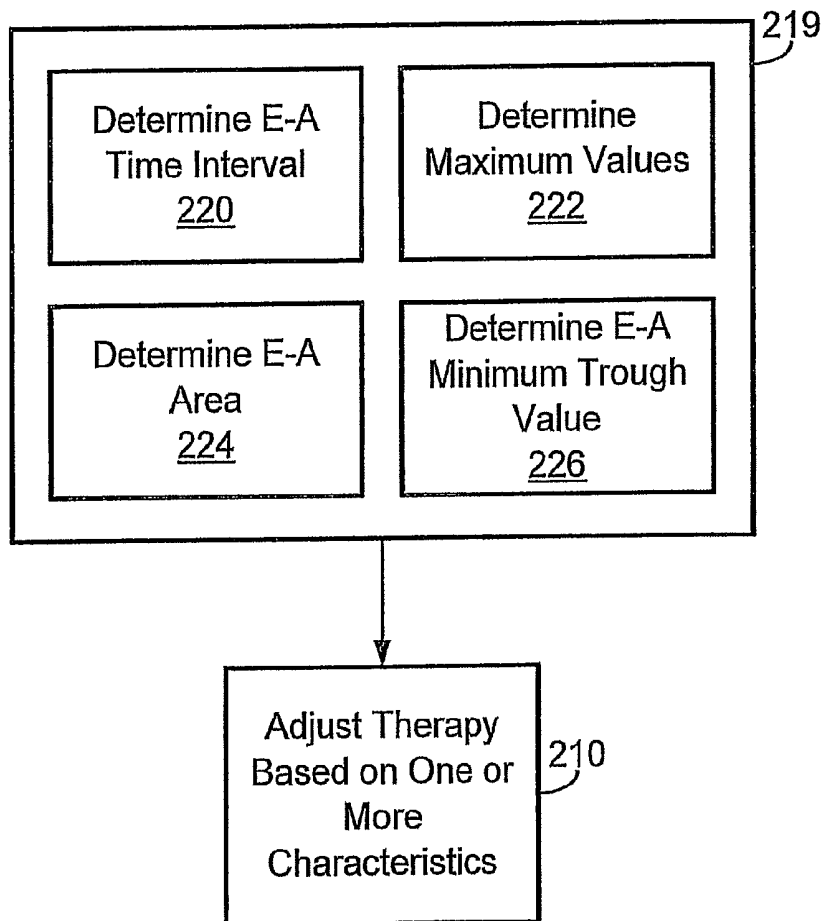 219
Determine E-A
Time Interval
220
Determine
Maximum Values
222
Determine E-A
Area
224
Determine E-A
Minimum Trough
Value
226
Adjust Therapy
Based on One or
More
Characteristics
210